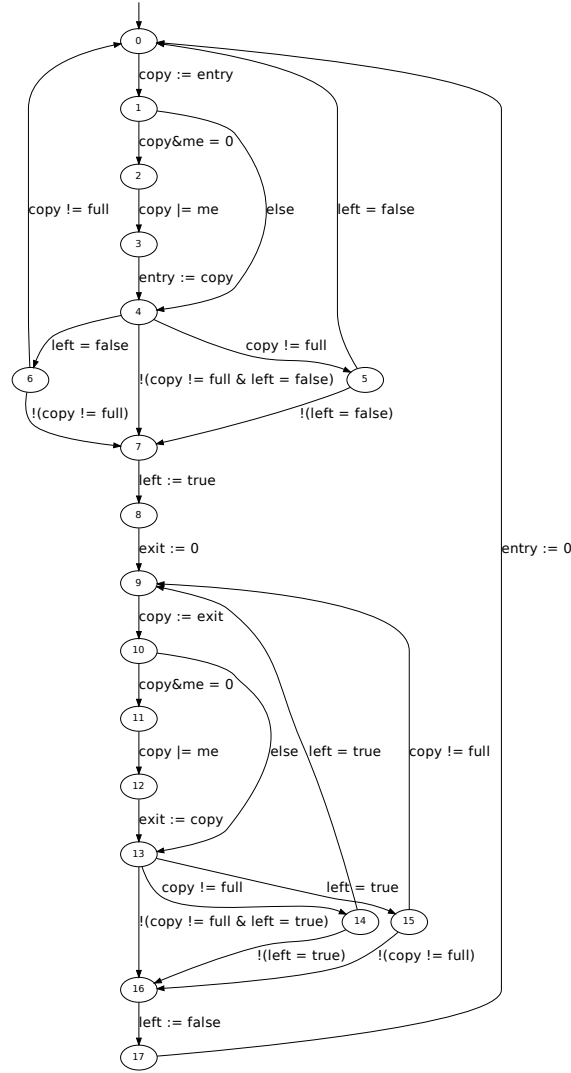 0
copy := entry
1
copy&me = 0
2
copy != full
copy |= me
else
left = false
3
entry := copy
4
left = false
copy != full
6
!(copy != full & left = false)
5
!(copy != full)
!(left = false)
7
left := true
8
exit := 0
entry := 0
9
copy := exit
10
copy&me = 0
11
copy |= me
else
left = true
copy != full
12
exit := copy
13
copy != full
left = true
!(copy != full & left = true)
14
15
!(left = true)
!(copy != full)
16
left := false
17